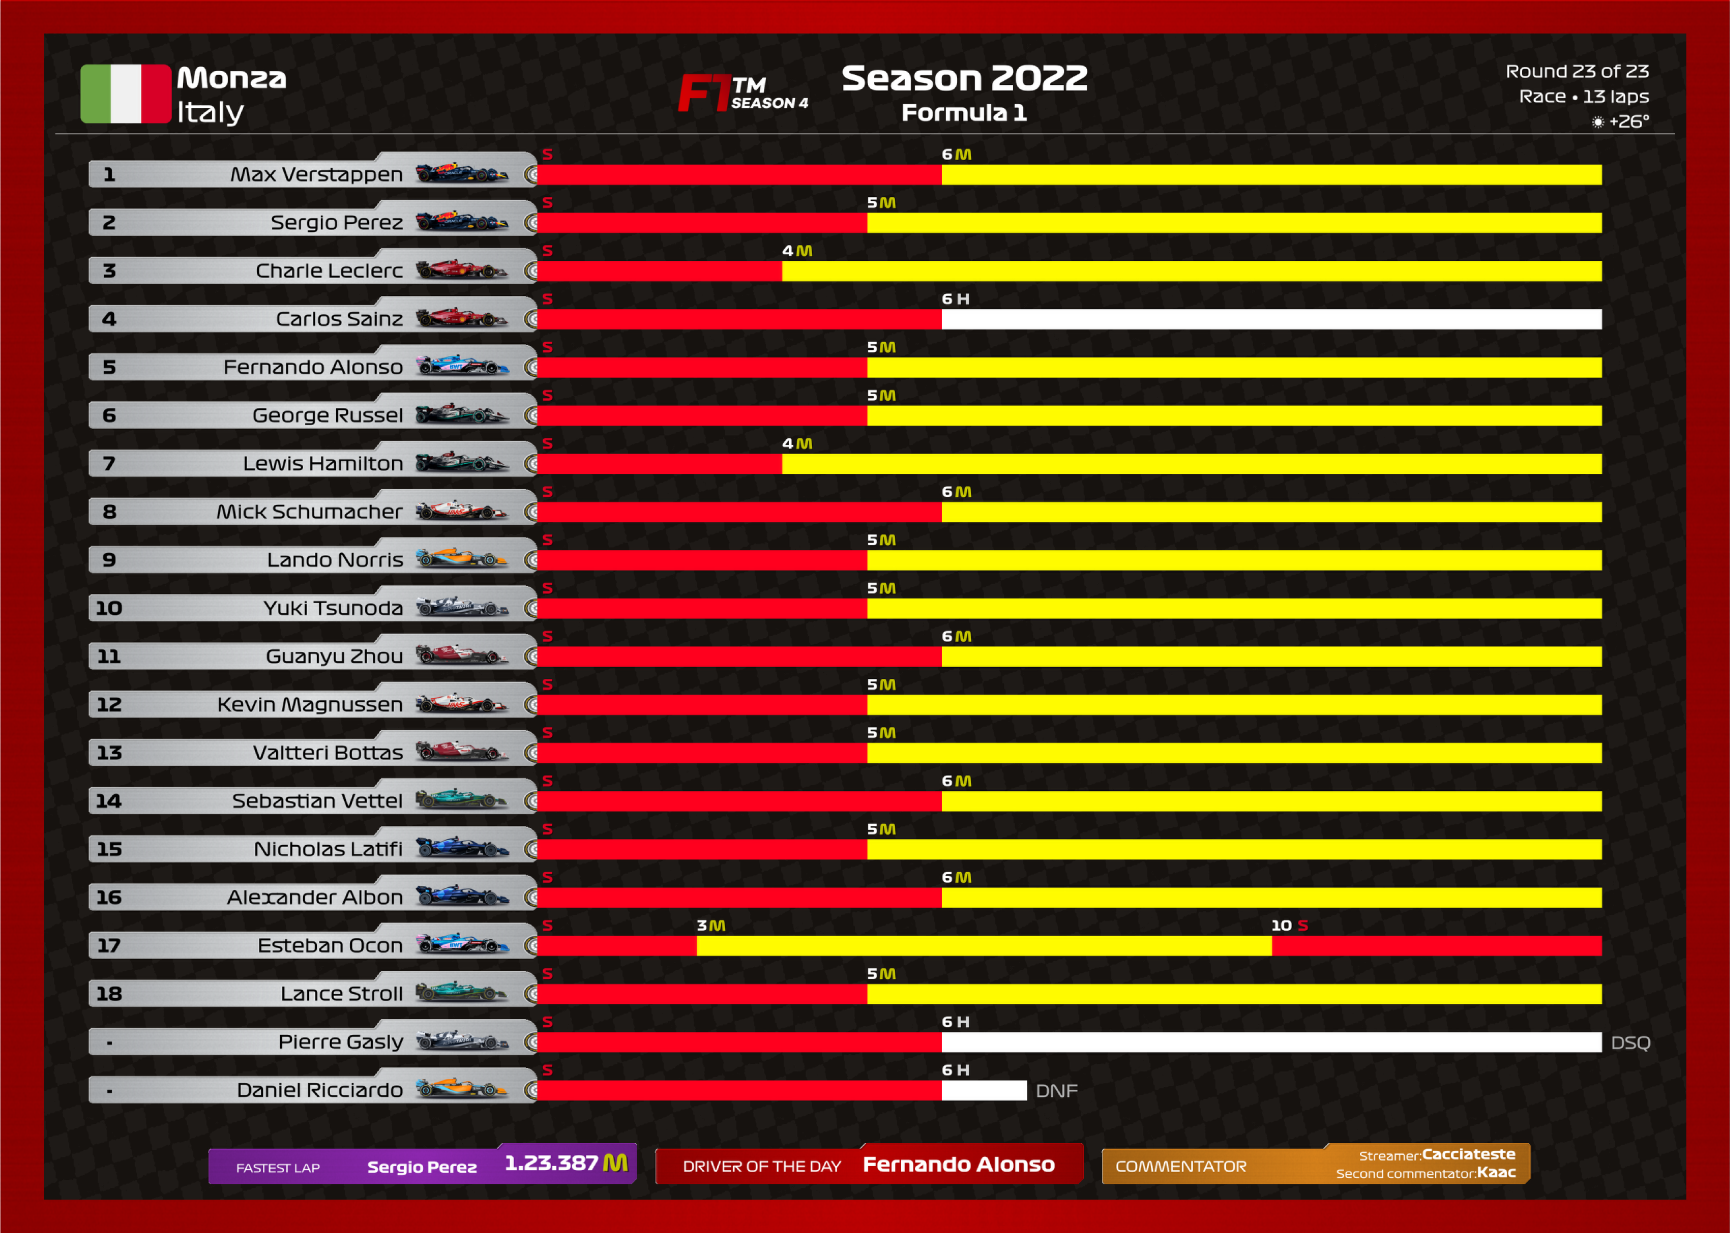 Monza
Italy
F1 TM
SEASON 4
Season 2022
Formula 1
Round 23 of 23
Race • 13 laps
+26°
S 6 M
1 Max Verstappen
S 5 M
2 Sergio Perez
S 4 M
3 Charle Leclerc
S 6 H
4 Carlos Sainz
S 5 M
5 Fernando Alonso
S 5 M
6 George Russel
S 4 M
7 Lewis Hamilton
S 6 M
8 Mick Schumacher
S 5 M
9 Lando Norris
S 5 M
10 Yuki Tsunoda
S 6 M
11 Guanyu Zhou
S 5 M
12 Kevin Magnussen
S 5 M
13 Valtteri Bottas
S 6 M
14 Sebastian Vettel
S 5 M
15 Nicholas Latifi
S 6 M
16 Alexander Albon
S 3 M 10 S
17 Esteban Ocon
S 5 M
18 Lance Stroll
S 6 H
- Pierre Gasly DSQ
S 6 H
- Daniel Ricciardo DNF
FASTEST LAP Sergio Perez 1.23.387 M
DRIVER OF THE DAY Fernando Alonso
COMMENTATOR
Streamer:Cacciateste
Second commentator:Kaac